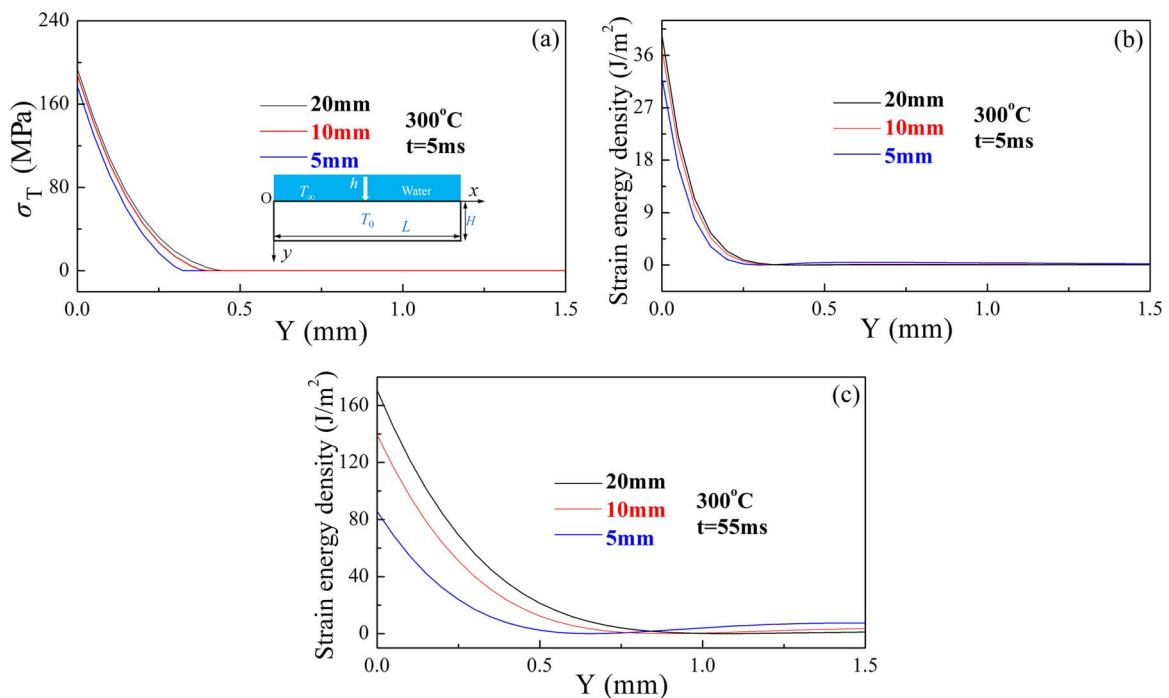 (a)
240
160
80
0
σ_T (MPa)
20mm
10mm
5mm
300°C
t=5ms
O
T∞
h
Water
x
T₀
L
H
y
0.0 0.5 1.0 1.5
Y (mm)
(b)
36
27
18
9
0
Strain energy density (J/m²)
20mm
10mm
5mm
300°C
t=5ms
0.0 0.5 1.0 1.5
Y (mm)
(c)
160
120
80
40
0
Strain energy density (J/m²)
20mm
10mm
5mm
300°C
t=55ms
0.0 0.5 1.0 1.5
Y (mm)